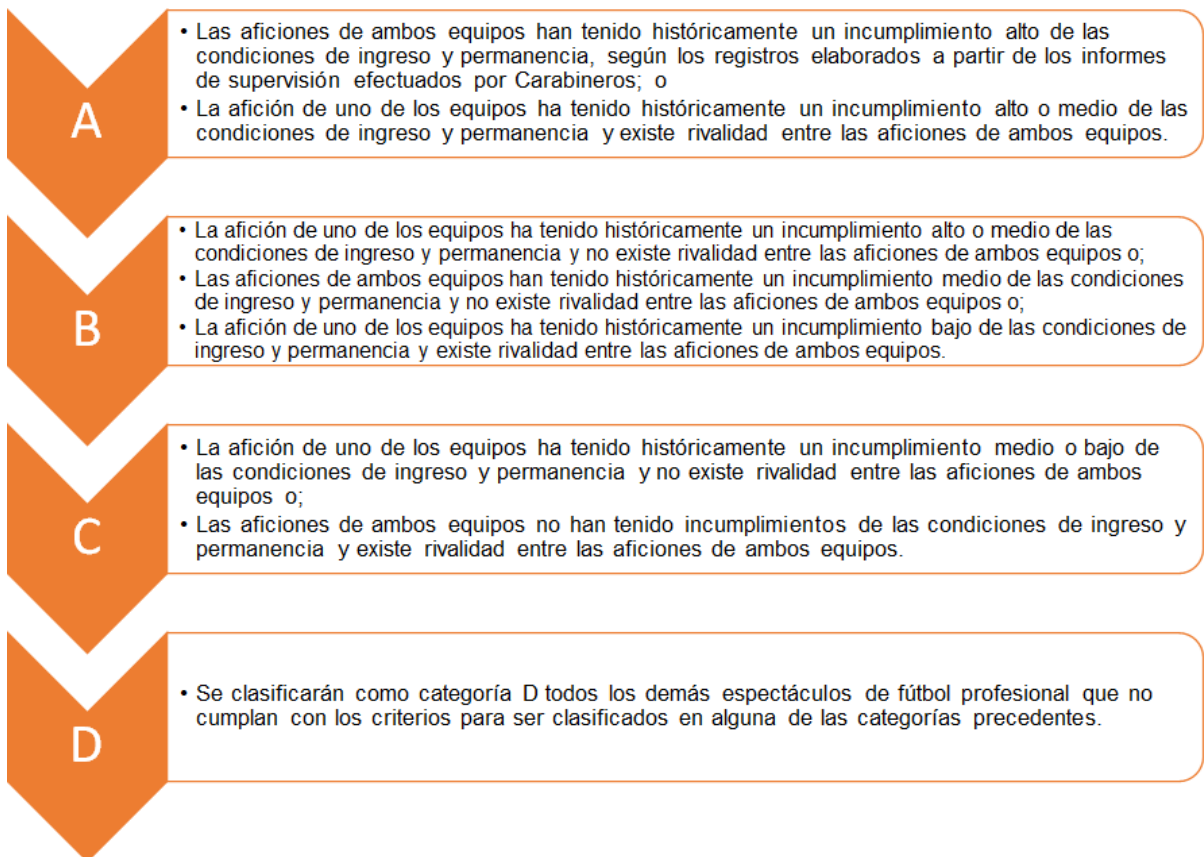 A
• Las aficiones de ambos equipos han tenido históricamente un incumplimiento alto de las
condiciones de ingreso y permanencia, según los registros elaborados a partir de los informes
de supervisión efectuados por Carabineros; o
• La afición de uno de los equipos ha tenido históricamente un incumplimiento alto o medio de las
condiciones de ingreso y permanencia y existe rivalidad entre las aficiones de ambos equipos.
B
• La afición de uno de los equipos ha tenido históricamente un incumplimiento alto o medio de las
condiciones de ingreso y permanencia y no existe rivalidad entre las aficiones de ambos equipos o;
• Las aficiones de ambos equipos han tenido históricamente un incumplimiento medio de las condiciones
de ingreso y permanencia y no existe rivalidad entre las aficiones de ambos equipos o;
• La afición de uno de los equipos ha tenido históricamente un incumplimiento bajo de las condiciones de
ingreso y permanencia y existe rivalidad entre las aficiones de ambos equipos.
C
• La afición de uno de los equipos ha tenido históricamente un incumplimiento medio o bajo de
las condiciones de ingreso y permanencia y no existe rivalidad entre las aficiones de ambos
equipos o;
• Las aficiones de ambos equipos no han tenido incumplimientos de las condiciones de ingreso y
permanencia y existe rivalidad entre las aficiones de ambos equipos.
D
• Se clasificarán como categoría D todos los demás espectáculos de fútbol profesional que no
cumplan con los criterios para ser clasificados en alguna de las categorías precedentes.